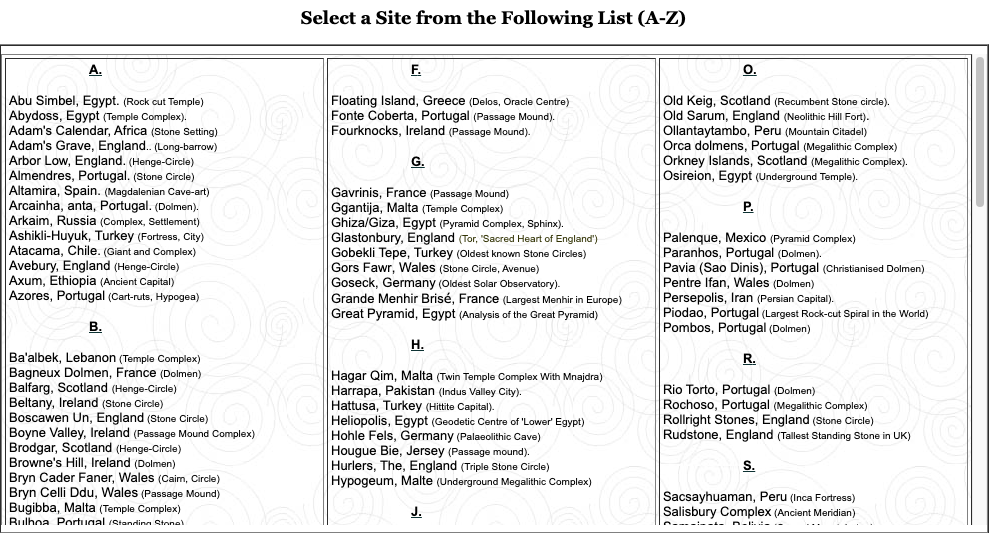 Select a Site from the Following List (A-Z)
A.
Abu Simbel, Egypt. (Rock cut Temple)
Abydoss, Egypt (Temple Complex).
Adam's Calendar, Africa (Stone Setting)
Adam's Grave, England.. (Long-barrow)
Arbor Low, England. (Henge-Circle)
Almendres, Portugal. (Stone Circle)
Altamira, Spain. (Magdalenian Cave-art)
Arcainha, anta, Portugal. (Dolmen).
Arkaim, Russia (Complex, Settlement)
Ashikli-Huyuk, Turkey (Fortress, City)
Atacama, Chile. (Giant and Complex)
Avebury, England (Henge-Circle)
Axum, Ethiopia (Ancient Capital)
Azores, Portugal (Cart-ruts, Hypogea)
B.
Ba'albek, Lebanon (Temple Complex)
Bagneux Dolmen, France (Dolmen)
Balfarg, Scotland (Henge-Circle)
Beltany, Ireland (Stone Circle)
Boscawen Un, England (Stone Circle)
Boyne Valley, Ireland (Passage Mound Complex)
Brodgar, Scotland (Henge-Circle)
Browne's Hill, Ireland (Dolmen)
Bryn Cader Faner, Wales (Cairn, Circle)
Bryn Celli Ddu, Wales (Passage Mound)
Bugibba, Malta (Temple Complex)
Bulhoa, Portugal (Standing Stone)
F.
Floating Island, Greece (Delos, Oracle Centre)
Fonte Coberta, Portugal (Passage Mound).
Fourknocks, Ireland (Passage Mound).
G.
Gavrinis, France (Passage Mound)
Ggantija, Malta (Temple Complex)
Ghiza/Giza, Egypt (Pyramid Complex, Sphinx).
Glastonbury, England (Tor, 'Sacred Heart of England')
Gobekli Tepe, Turkey (Oldest known Stone Circles)
Gors Fawr, Wales (Stone Circle, Avenue)
Goseck, Germany (Oldest Solar Observatory).
Grande Menhir Brisé, France (Largest Menhir in Europe)
Great Pyramid, Egypt (Analysis of the Great Pyramid)
H.
Hagar Qim, Malta (Twin Temple Complex With Mnajdra)
Harrapa, Pakistan (Indus Valley City).
Hattusa, Turkey (Hittite Capital).
Heliopolis, Egypt (Geodetic Centre of 'Lower' Egypt)
Hohle Fels, Germany (Palaeolithic Cave)
Hougue Bie, Jersey (Passage mound).
Hurlers, The, England (Triple Stone Circle)
Hypogeum, Malte (Underground Megalithic Complex)
J.
O.
Old Keig, Scotland (Recumbent Stone circle).
Old Sarum, England (Neolithic Hill Fort).
Ollantaytambo, Peru (Mountain Citadel)
Orca dolmens, Portugal (Megalithic Complex)
Orkney Islands, Scotland (Megalithic Complex).
Osireion, Egypt (Underground Temple).
P.
Palenque, Mexico (Pyramid Complex)
Paranhos, Portugal (Dolmen).
Pavia (Sao Dinis), Portugal (Christianised Dolmen)
Pentre Ifan, Wales (Dolmen)
Persepolis, Iran (Persian Capital).
Piodao, Portugal (Largest Rock-cut Spiral in the World)
Pombos, Portugal (Dolmen)
R.
Rio Torto, Portugal (Dolmen)
Rochoso, Portugal (Megalithic Complex)
Rollright Stones, England (Stone Circle)
Rudstone, England (Tallest Standing Stone in UK)
S.
Sacsayhuaman, Peru (Inca Fortress)
Salisbury Complex (Ancient Meridian)